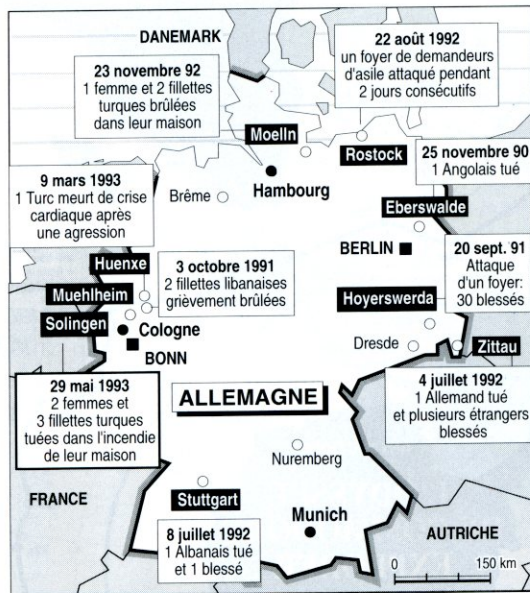 DANEMARK
22 août 1992
un foyer de demandeurs
d'asile attaqué pendant
2 jours consécutifs
23 novembre 92
1 femme et 2 fillettes
turques brûlées
dans leur maison
Moelln
Rostock
Hambourg
25 novembre 90
1 Angolais tué
9 mars 1993
1 Turc meurt de crise
cardiaque après
une agression
Brême
Eberswalde
BERLIN
20 sept. 91
Attaque
d'un foyer:
30 blessés
Huenxe
3 octobre 1991
2 fillettes libanaises
grièvement brûlées
Muehlheim
Hoyerswerda
Solingen
Cologne
BONN
Dresde
Zittau
29 mai 1993
2 femmes et
3 fillettes turques
tuées dans l'incendie
de leur maison
ALLEMAGNE
4 juillet 1992
1 Allemand tué
et plusieurs étrangers
blessés
Nuremberg
FRANCE
Stuttgart
Munich
8 juillet 1992
1 Albanais tué
et 1 blessé
AUTRICHE
0 150 km